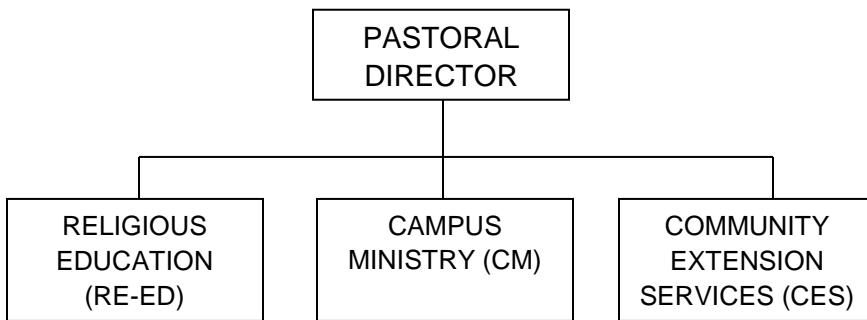 PASTORAL
DIRECTOR
RELIGIOUS
EDUCATION
(RE-ED)
CAMPUS
MINISTRY (CM)
COMMUNITY
EXTENSION
SERVICES (CES)